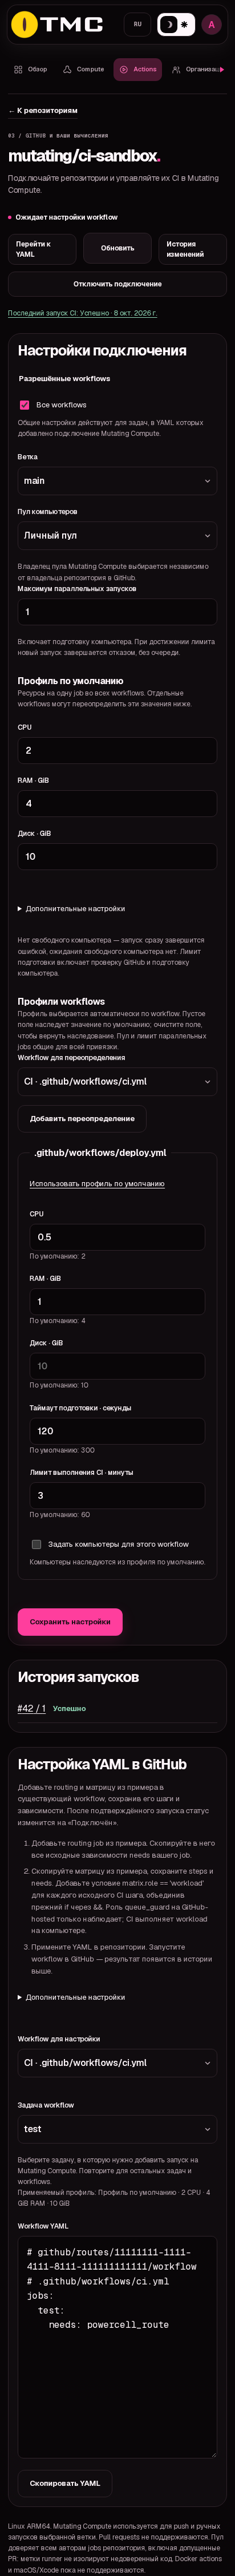 TMC
RU
A
Обзор
Compute
Actions
Организац
← К репозиториям
03 / GITHUB И ВАШИ ВЫЧИСЛЕНИЯ
mutating/ci-sandbox.
Подключайте репозитории и управляйте их CI в Mutating
Compute.
Ожидает настройки workflow
Перейти к
YAML
Обновить
История
изменений
Отключить подключение
Последний запуск CI: Успешно · 8 окт. 2026 г.
Настройки подключения
Разрешённые workflows
Все workflows
Общие настройки действуют для задач, в YAML которых
добавлено подключение Mutating Compute.
Ветка
main
Пул компьютеров
Личный пул
Владелец пула Mutating Compute выбирается независимо
от владельца репозитория в GitHub.
Максимум параллельных запусков
1
Включает подготовку компьютера. При достижении лимита
новый запуск завершается отказом, без очереди.
Профиль по умолчанию
Ресурсы на одну job во всех workflows. Отдельные
workflows могут переопределить эти значения ниже.
CPU
2
RAM · GiB
4
Диск · GiB
10
Дополнительные настройки
Нет свободного компьютера — запуск сразу завершится
ошибкой, ожидания свободного компьютера нет. Лимит
подготовки включает проверку GitHub и подготовку
компьютера.
Профили workflows
Профиль выбирается автоматически по workflow. Пустое
поле наследует значение по умолчанию; очистите поле,
чтобы вернуть наследование. Пул и лимит параллельных
jobs общие для всей привязки.
Workflow для переопределения
CI · .github/workflows/ci.yml
Добавить переопределение
.github/workflows/deploy.yml
Использовать профиль по умолчанию
CPU
0.5
По умолчанию: 2
RAM · GiB
1
По умолчанию: 4
Диск · GiB
10
По умолчанию: 10
Таймаут подготовки · секунды
120
По умолчанию: 300
Лимит выполнения CI · минуты
3
По умолчанию: 60
Задать компьютеры для этого workflow
Компьютеры наследуются из профиля по умолчанию.
Сохранить настройки
История запусков
#42 / 1 Успешно
Настройка YAML в GitHub
Добавьте routing и матрицу из примера в
существующий workflow, сохранив его шаги и
зависимости. После подтверждённого запуска статус
изменится на «Подключён».
1. Добавьте routing job из примера. Скопируйте в него
все исходные зависимости needs вашего job.
2. Скопируйте матрицу из примера, сохраните steps и
needs. Добавьте условие matrix.role == 'workload'
для каждого исходного CI шага, объединив
прежний if через &&. Роль queue_guard на GitHub-
hosted только наблюдает; CI выполняет workload
на компьютере.
3. Примените YAML в репозитории. Запустите
workflow в GitHub — результат появится в истории
выше.
Дополнительные настройки
Workflow для настройки
CI · .github/workflows/ci.yml
Задача workflow
test
Выберите задачу, в которую нужно добавить запуск на
Mutating Compute. Повторите для остальных задач и
workflows.
Применяемый профиль: Профиль по умолчанию · 2 CPU · 4
GiB RAM · 10 GiB
Workflow YAML
# github/routes/11111111-1111-
4111-8111-111111111111/workflow
# .github/workflows/ci.yml
jobs:
test:
needs: powercell_route
Скопировать YAML
Linux ARM64. Mutating Compute используется для push и ручных
запусков выбранной ветки. Pull requests не поддерживаются. Пул
доверяет всем авторам jobs репозитория, включая одобренные
PR: метки runner не изолируют недоверенный код. Docker actions
и macOS/Xcode пока не поддерживаются.